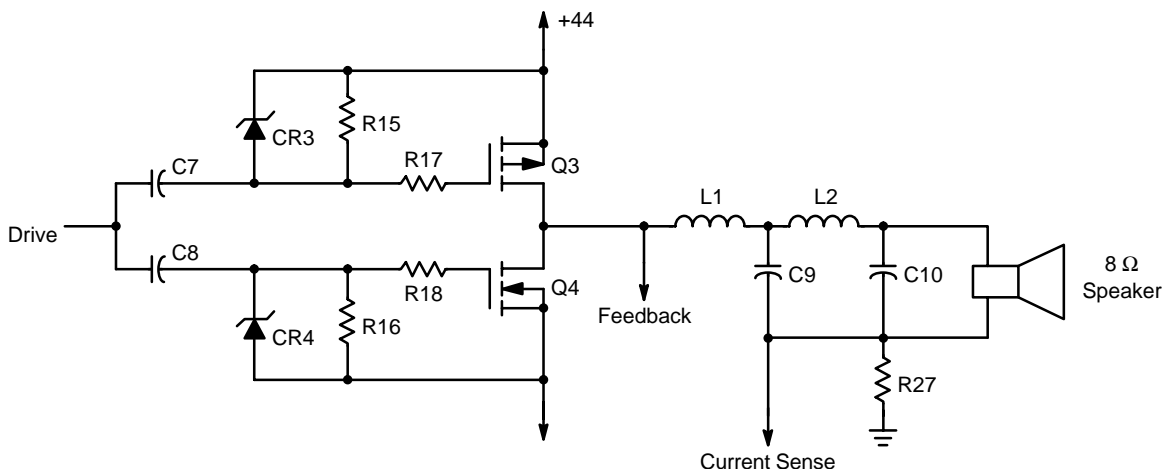 +44
CR3
R15
C7
R17
Q3
Drive
C8
R18
Q4
CR4
R16
Feedback
L1
L2
C9
C10
8 Ω
Speaker
R27
Current Sense